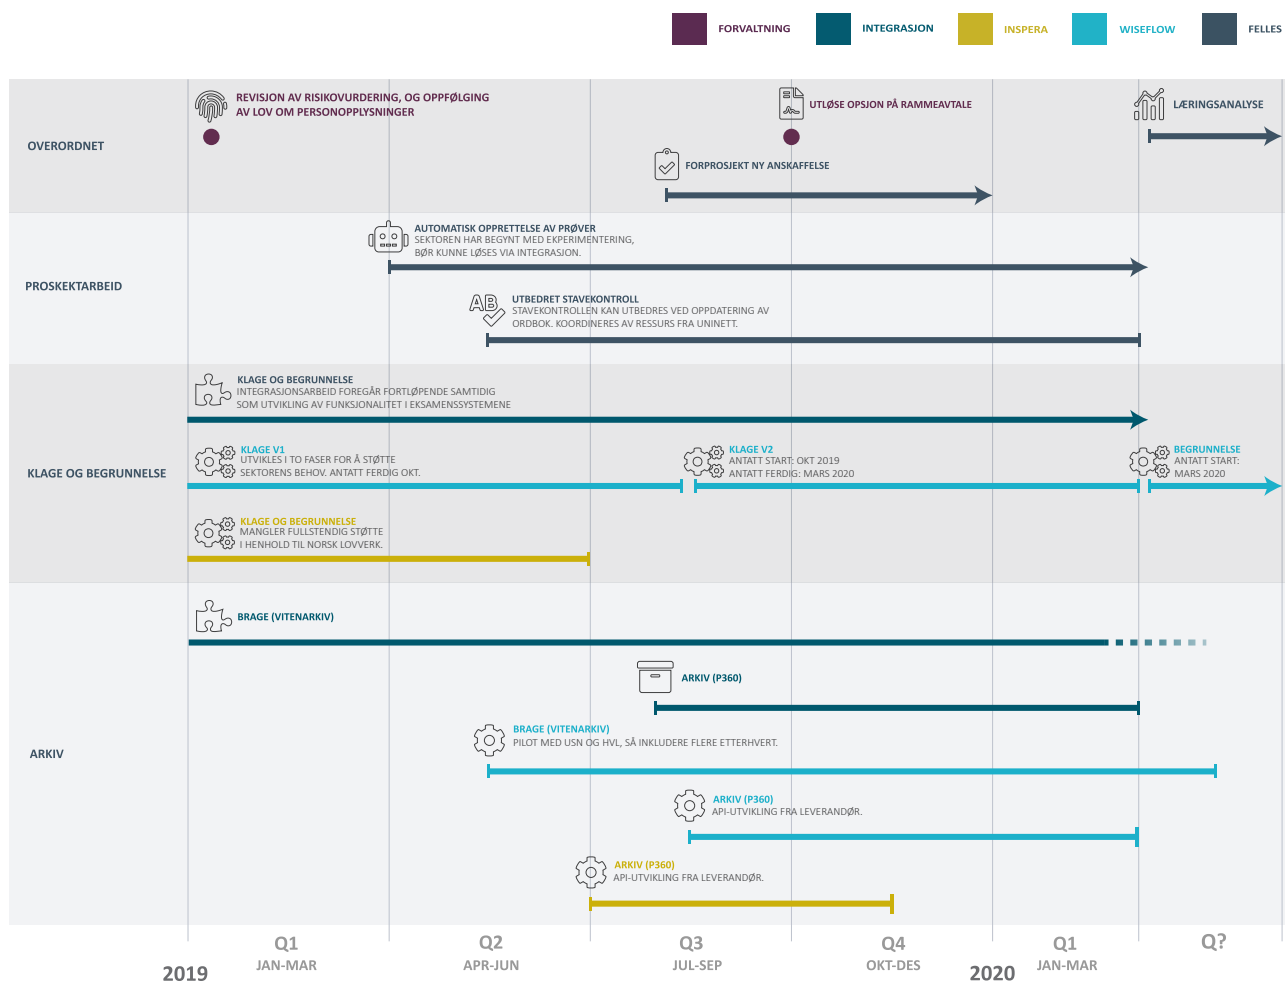 FORVALTNING
INTEGRASJON
INSPERA
WISEFLOW
FELLES
OVERORDNET
REVISJON AV RISIKOVURDERING, OG OPPFØLGING
AV LOV OM PERSONOPPLYSNINGER
UTLØSE OPSJON PÅ RAMMEAVTALE
LÆRINGSANALYSE
FORPROSJEKT NY ANSKAFFELSE
PROSKEKTARBEID
AUTOMATISK OPPRETTELSE AV PRØVER
SEKTOREN HAR BEGYNT MED EKPERIMENTERING,
BØR KUNNE LØSES VIA INTEGRASJON.
AB
UTBEDRET STAVEKONTROLL
STAVEKONTROLLEN KAN UTBEDRES VED OPPDATERING AV
ORDBOK. KOORDINERES AV RESSURS FRA UNINETT.
KLAGE OG BEGRUNNELSE
KLAGE OG BEGRUNNELSE
INTEGRASJONSARBEID FOREGÅR FORTLØPENDE SAMTIDIG
SOM UTVIKLING AV FUNKSJONALITET I EKSAMENSSYSTEMENE
KLAGE V1
UTVIKLES I TO FASER FOR Å STØTTE
SEKTORENS BEHOV. ANTATT FERDIG OKT.
KLAGE V2
ANTATT START: OKT 2019
ANTATT FERDIG: MARS 2020
BEGRUNNELSE
ANTATT START:
MARS 2020
KLAGE OG BEGRUNNELSE
MANGLER FULLSTENDIG STØTTE
I HENHOLD TIL NORSK LOVVERK.
ARKIV
BRAGE (VITENARKIV)
ARKIV (P360)
BRAGE (VITENARKIV)
PILOT MED USN OG HVL, SÅ INKLUDERE FLERE ETTERHVERT.
ARKIV (P360)
API-UTVIKLING FRA LEVERANDØR.
ARKIV (P360)
API-UTVIKLING FRA LEVERANDØR.
2019
Q1
JAN-MAR
Q2
APR-JUN
Q3
JUL-SEP
Q4
OKT-DES
2020
Q1
JAN-MAR
Q?